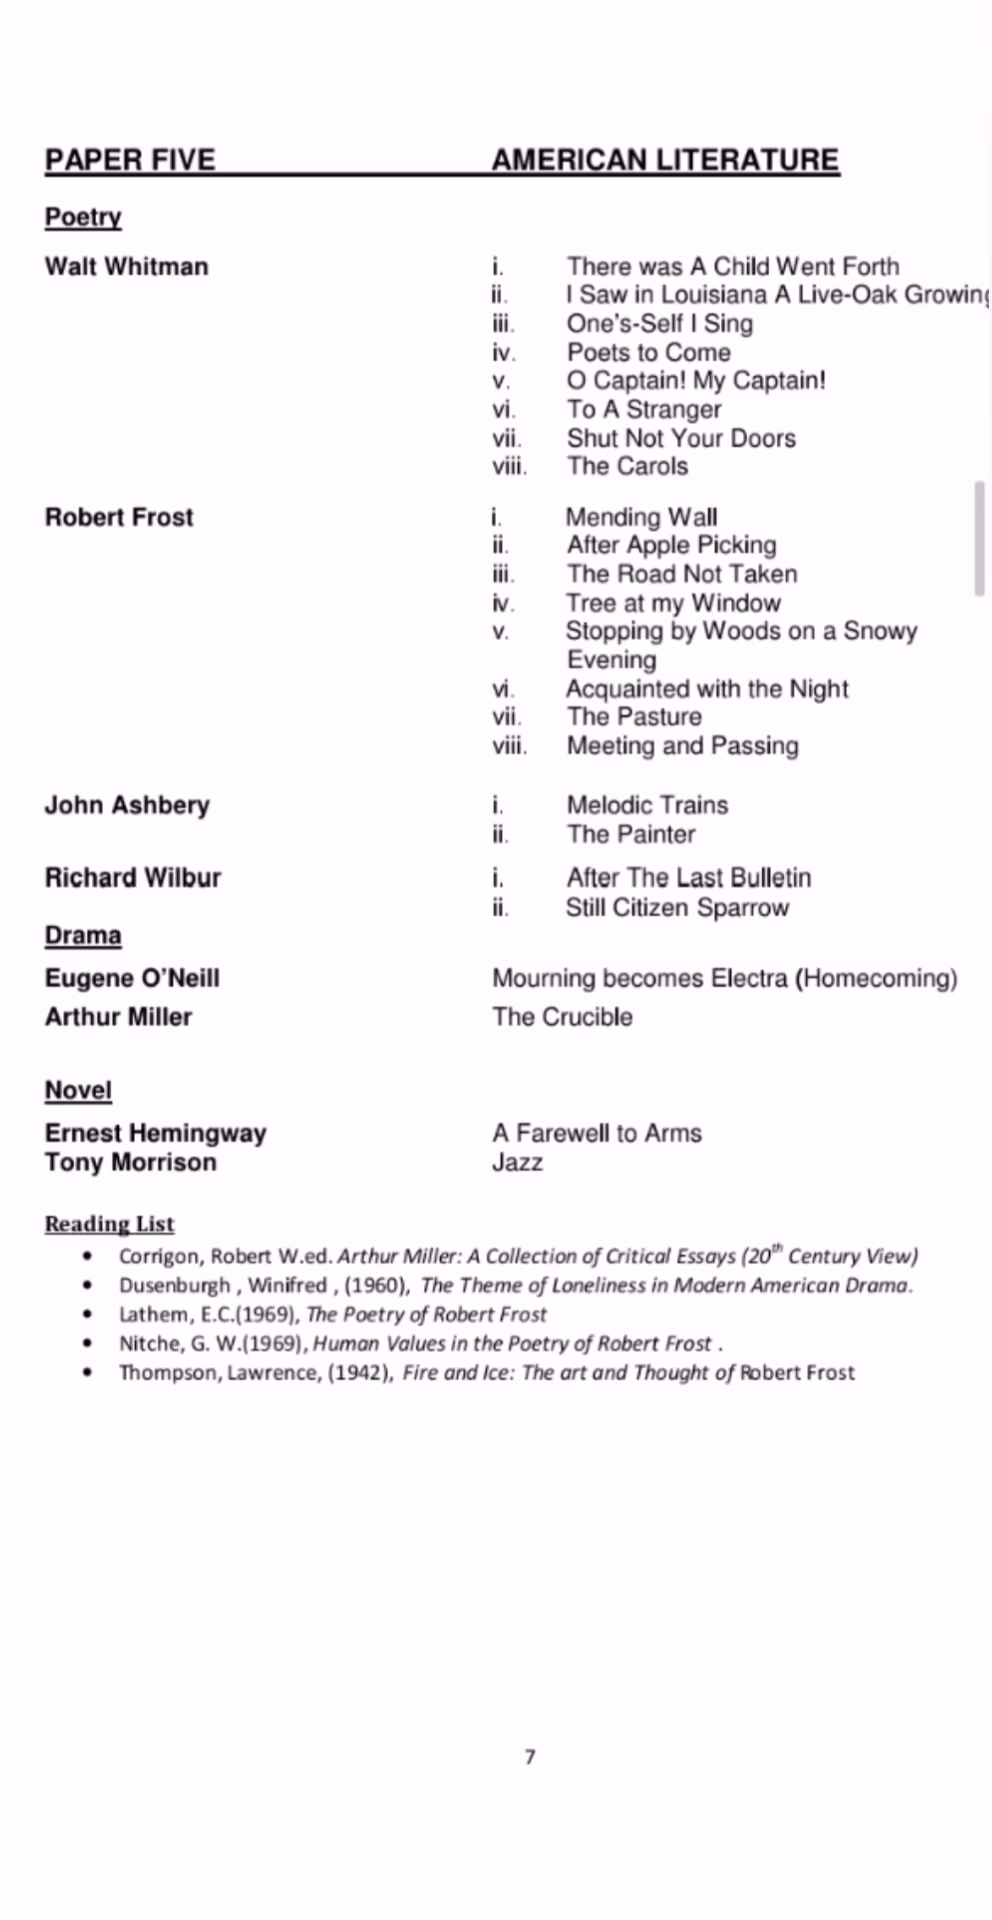 PAPER FIVE AMERICAN LITERATURE
Poetry
Walt Whitman i. There was A Child Went Forth
ii. I Saw in Louisiana A Live-Oak Growing
iii. One's-Self I Sing
iv. Poets to Come
v. O Captain! My Captain!
vi. To A Stranger
vii. Shut Not Your Doors
viii. The Carols
Robert Frost i. Mending Wall
ii. After Apple Picking
iii. The Road Not Taken
iv. Tree at my Window
v. Stopping by Woods on a Snowy
Evening
vi. Acquainted with the Night
vii. The Pasture
viii. Meeting and Passing
John Ashbery i. Melodic Trains
ii. The Painter
Richard Wilbur i. After The Last Bulletin
ii. Still Citizen Sparrow
Drama
Eugene O'Neill Mourning becomes Electra (Homecoming)
Arthur Miller The Crucible
Novel
Ernest Hemingway A Farewell to Arms
Tony Morrison Jazz
Reading List
• Corrigon, Robert W.ed. Arthur Miller: A Collection of Critical Essays (20th Century View)
• Dusenburgh , Winifred , (1960), The Theme of Loneliness in Modern American Drama.
• Lathem, E.C.(1969), The Poetry of Robert Frost
• Nitche, G. W.(1969), Human Values in the Poetry of Robert Frost .
• Thompson, Lawrence, (1942), Fire and Ice: The art and Thought of Robert Frost
7